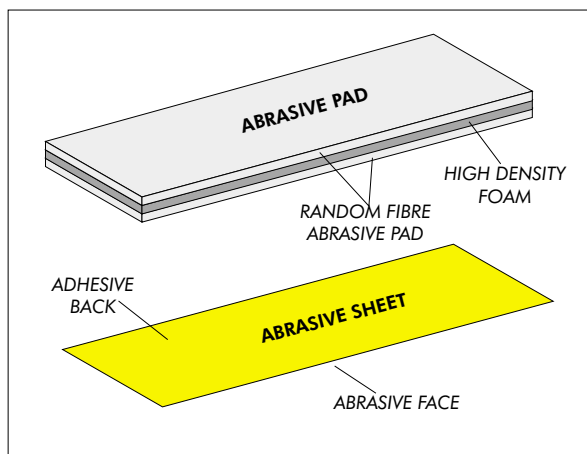 ABRASIVE PAD
HIGH DENSITY
FOAM
RANDOM FIBRE
ABRASIVE PAD
ADHESIVE
BACK
ABRASIVE SHEET
ABRASIVE FACE